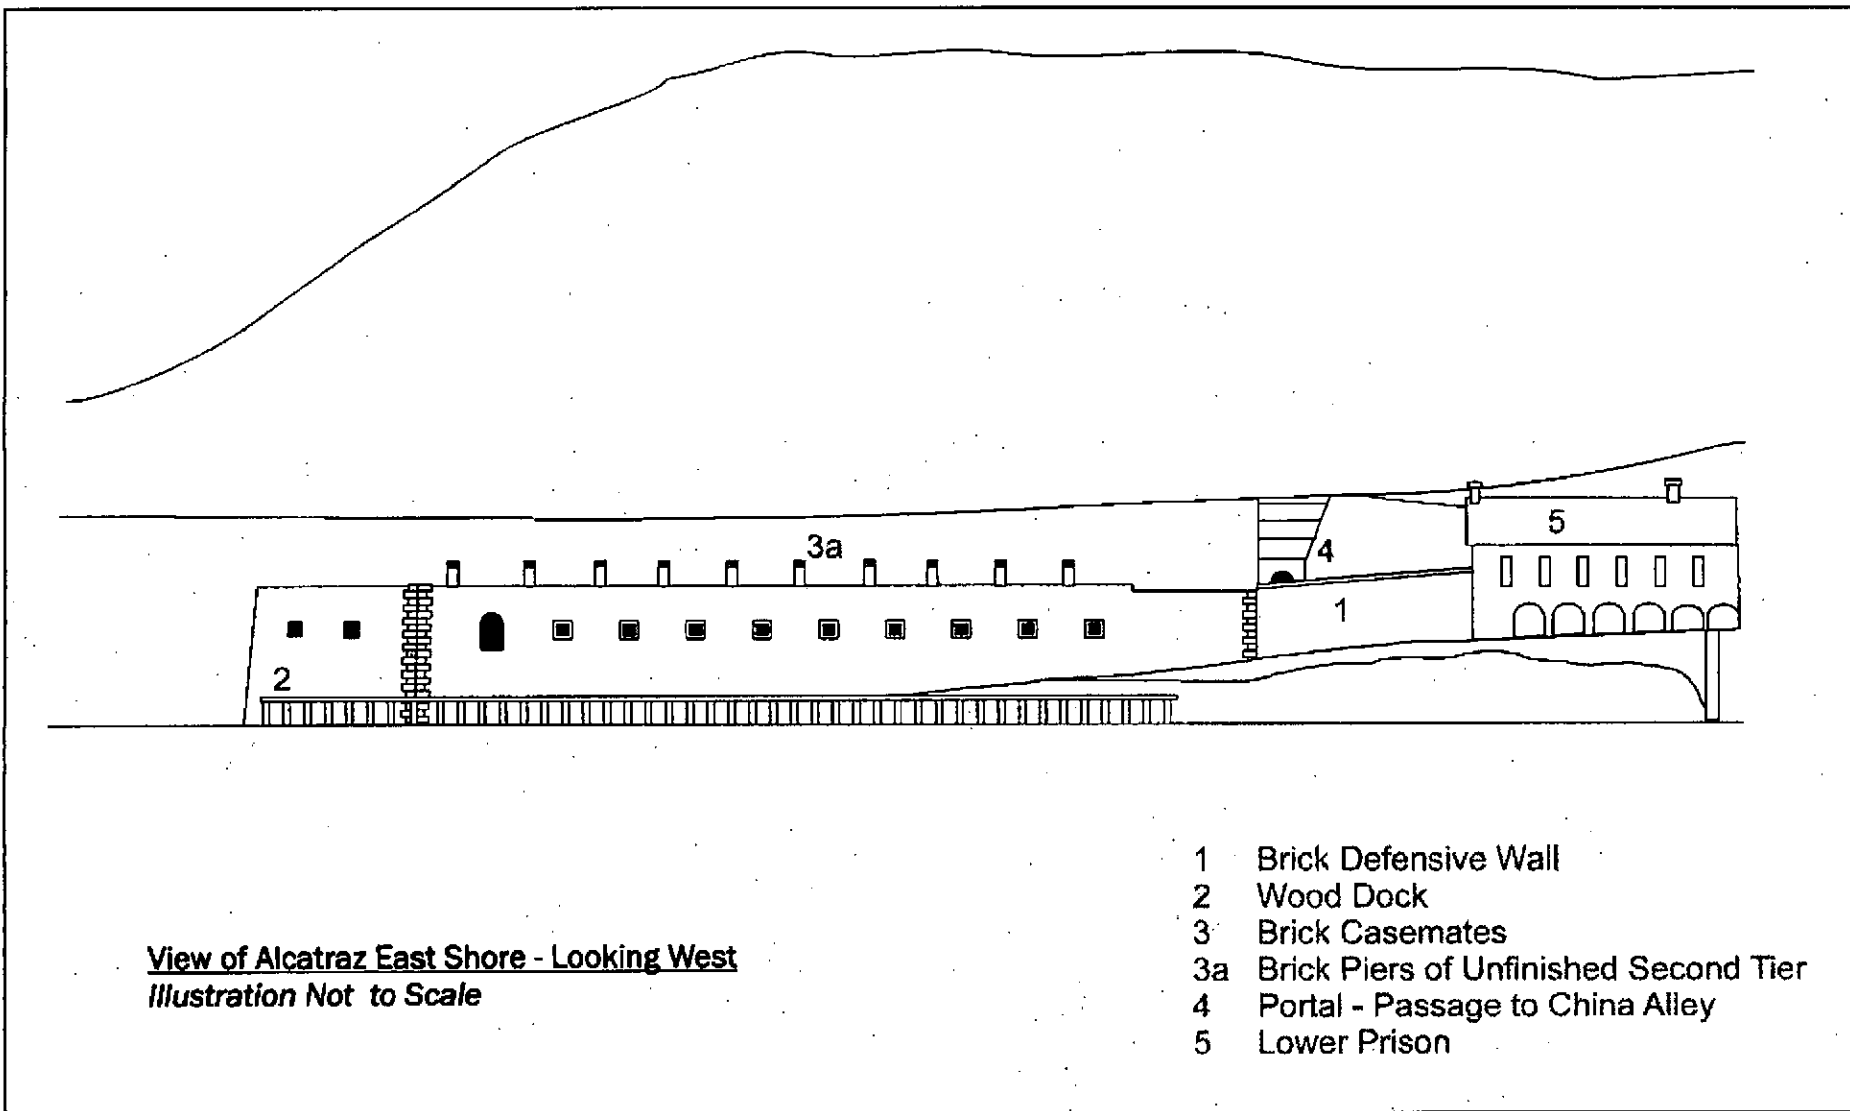 3a
5
4
1
2
1 Brick Defensive Wall
2 Wood Dock
3 Brick Casemates
3a Brick Piers of Unfinished Second Tier
4 Portal - Passage to China Alley
5 Lower Prison
View of Alcatraz East Shore - Looking West
Illustration Not to Scale